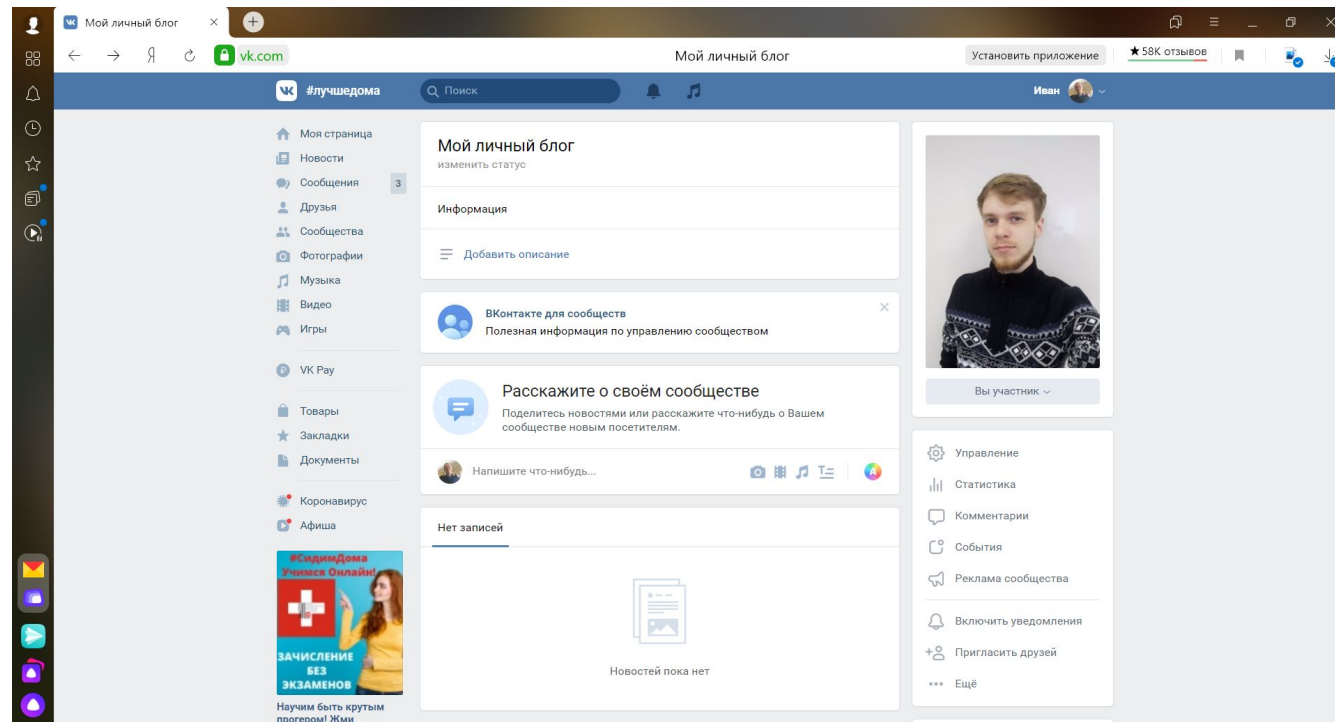 Мой личный блог
vk.com
Мой личный блог
Установить приложение
★58K отзывов
#лучшедома
Поиск
Иван
Моя страница
Новости
Сообщения 3
Друзья
Сообщества
Фотографии
Музыка
Видео
Игры
VK Pay
Товары
Закладки
Документы
Коронавирус
Афиша
#СидимДома
Учимся Онлайн!
ЗАЧИСЛЕНИЕ
БЕЗ
ЭКЗАМЕНОВ
Научим быть крутым
прогером! Жми
Мой личный блог
изменить статус
Информация
Добавить описание
ВКонтакте для сообществ
Полезная информация по управлению сообществом
Расскажите о своём сообществе
Поделитесь новостями или расскажите что-нибудь о Вашем
сообществе новым посетителям.
Напишите что-нибудь...
Нет записей
Новостей пока нет
Вы участник
Управление
Статистика
Комментарии
События
Реклама сообщества
Включить уведомления
Пригласить друзей
Ещё